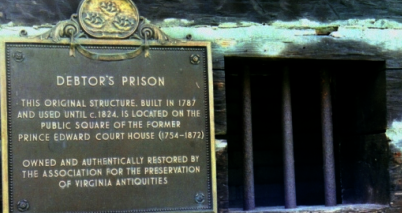 DEBTOR'S PRISON
THIS ORIGINAL STRUCTURE, BUILT IN 1787
AND USED UNTIL c.1824, IS LOCATED ON THE
PUBLIC SQUARE OF THE FORMER
PRINCE EDWARD COURT HOUSE (1754-1872)
OWNED AND AUTHENTICALLY RESTORED BY
THE ASSOCIATION FOR THE PRESERVATION
OF VIRGINIA ANTIQUITIES